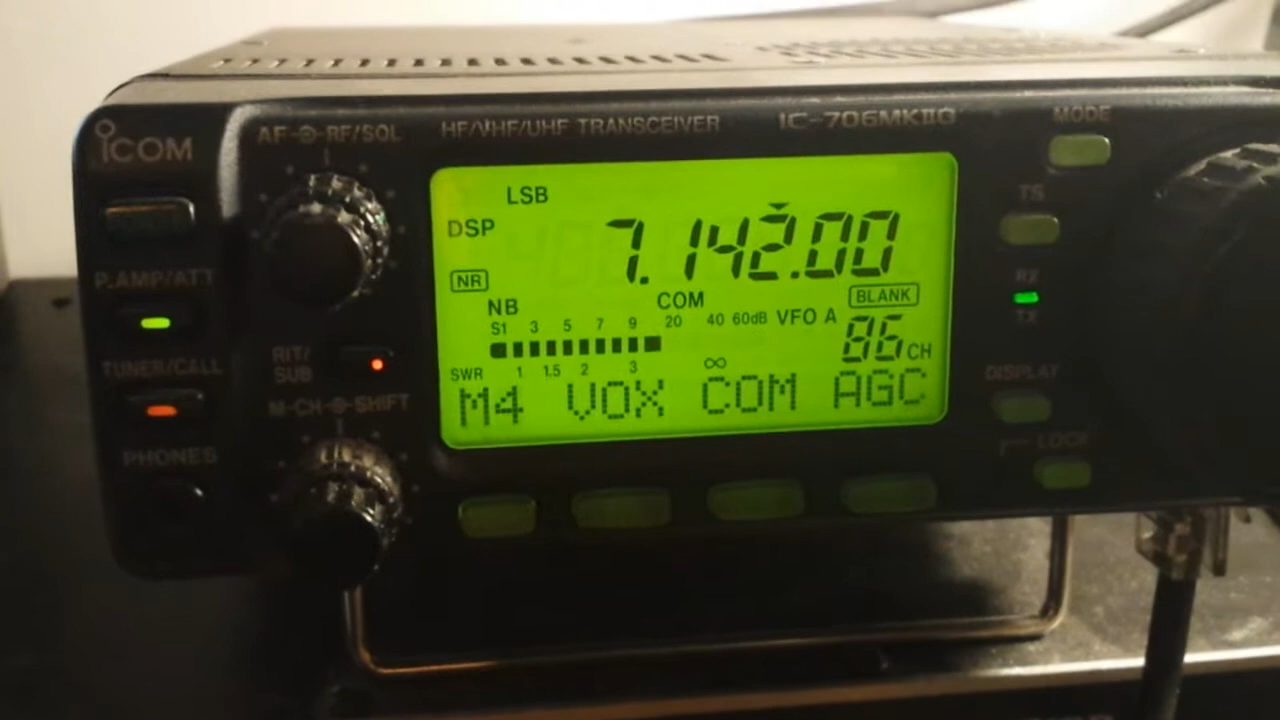 ICOM
AF RF/SQL
HF/VHF/UHF TRANSCEIVER
IC-706MKIIG
MODE
TS
P.AMP/ATT
TUNER/CALL
PHONES
RIT/
SUB
M-CH SHIFT
LSB
DSP
7.142.00
NR
NB
COM
BLANK
S1 3 5 7 9 20 40 60dB
VFO A
86 CH
SWR 1 1.5 2 3 ∞
M4 VOX COM AGC
RX
TX
DISPLAY
LOCK